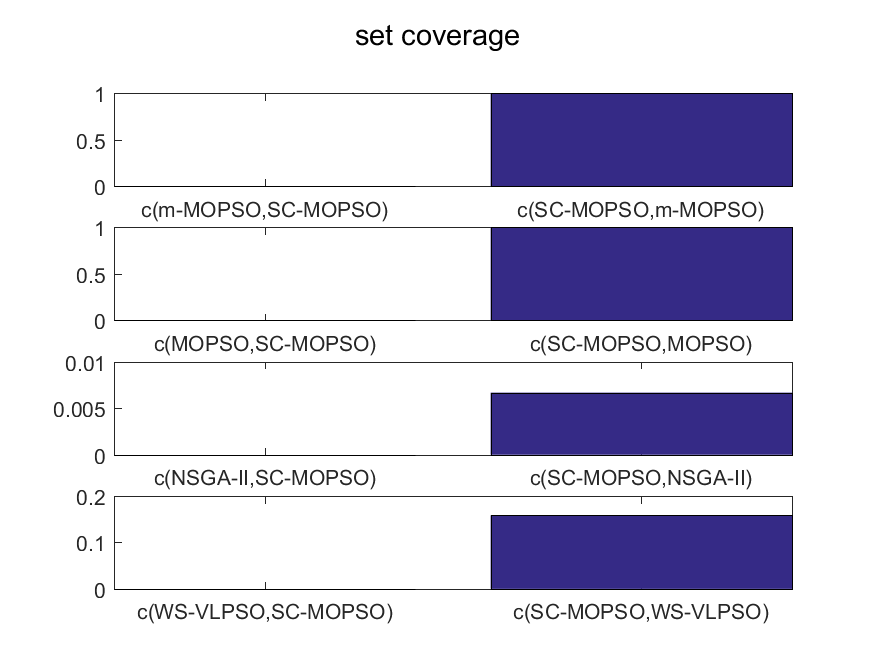 set coverage
1
0.5
0
c(m-MOPSO,SC-MOPSO) c(SC-MOPSO,m-MOPSO)
1
0.5
0
c(MOPSO,SC-MOPSO) c(SC-MOPSO,MOPSO)
0.01
0.005
0
c(NSGA-II,SC-MOPSO) c(SC-MOPSO,NSGA-II)
0.2
0.1
0
c(WS-VLPSO,SC-MOPSO) c(SC-MOPSO,WS-VLPSO)